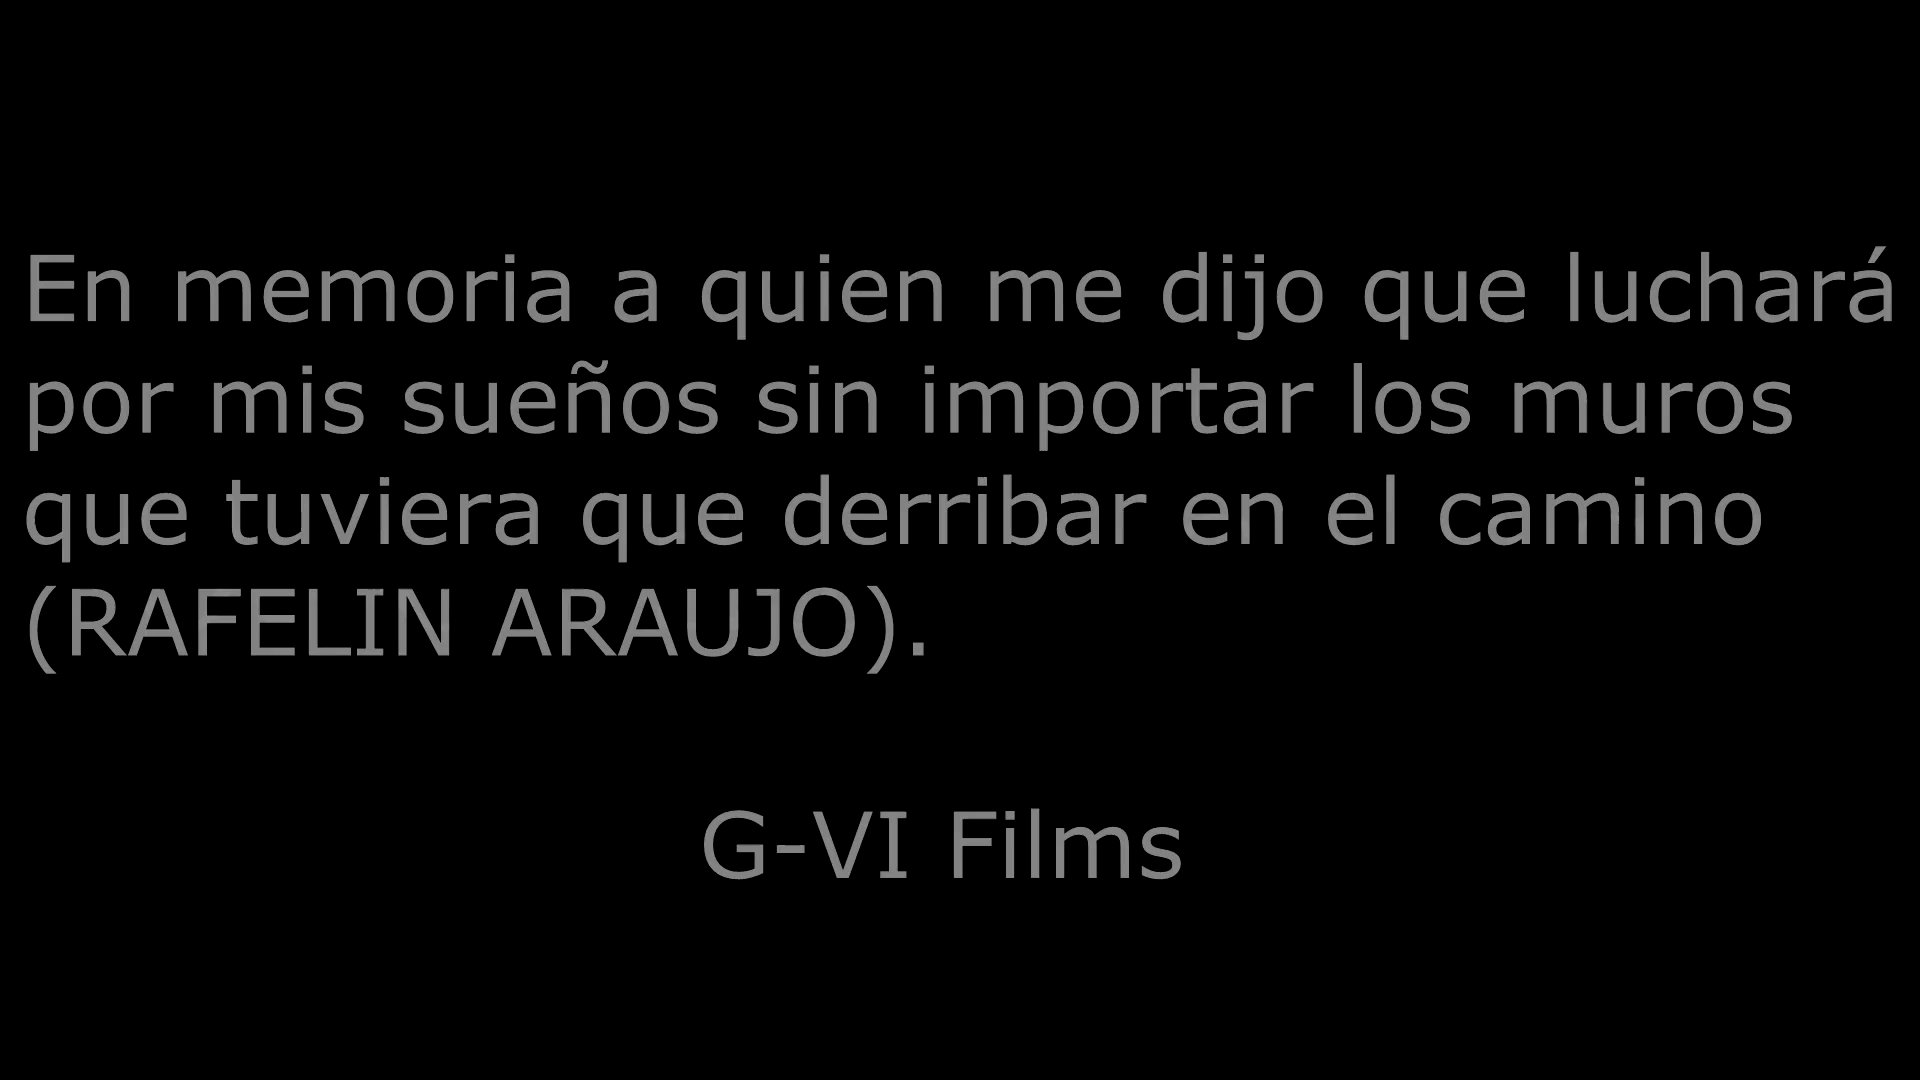 En memoria a quien me dijo que luchará
por mis sueños sin importar los muros
que tuviera que derribar en el camino
(RAFELIN ARAUJO).
G-VI Films